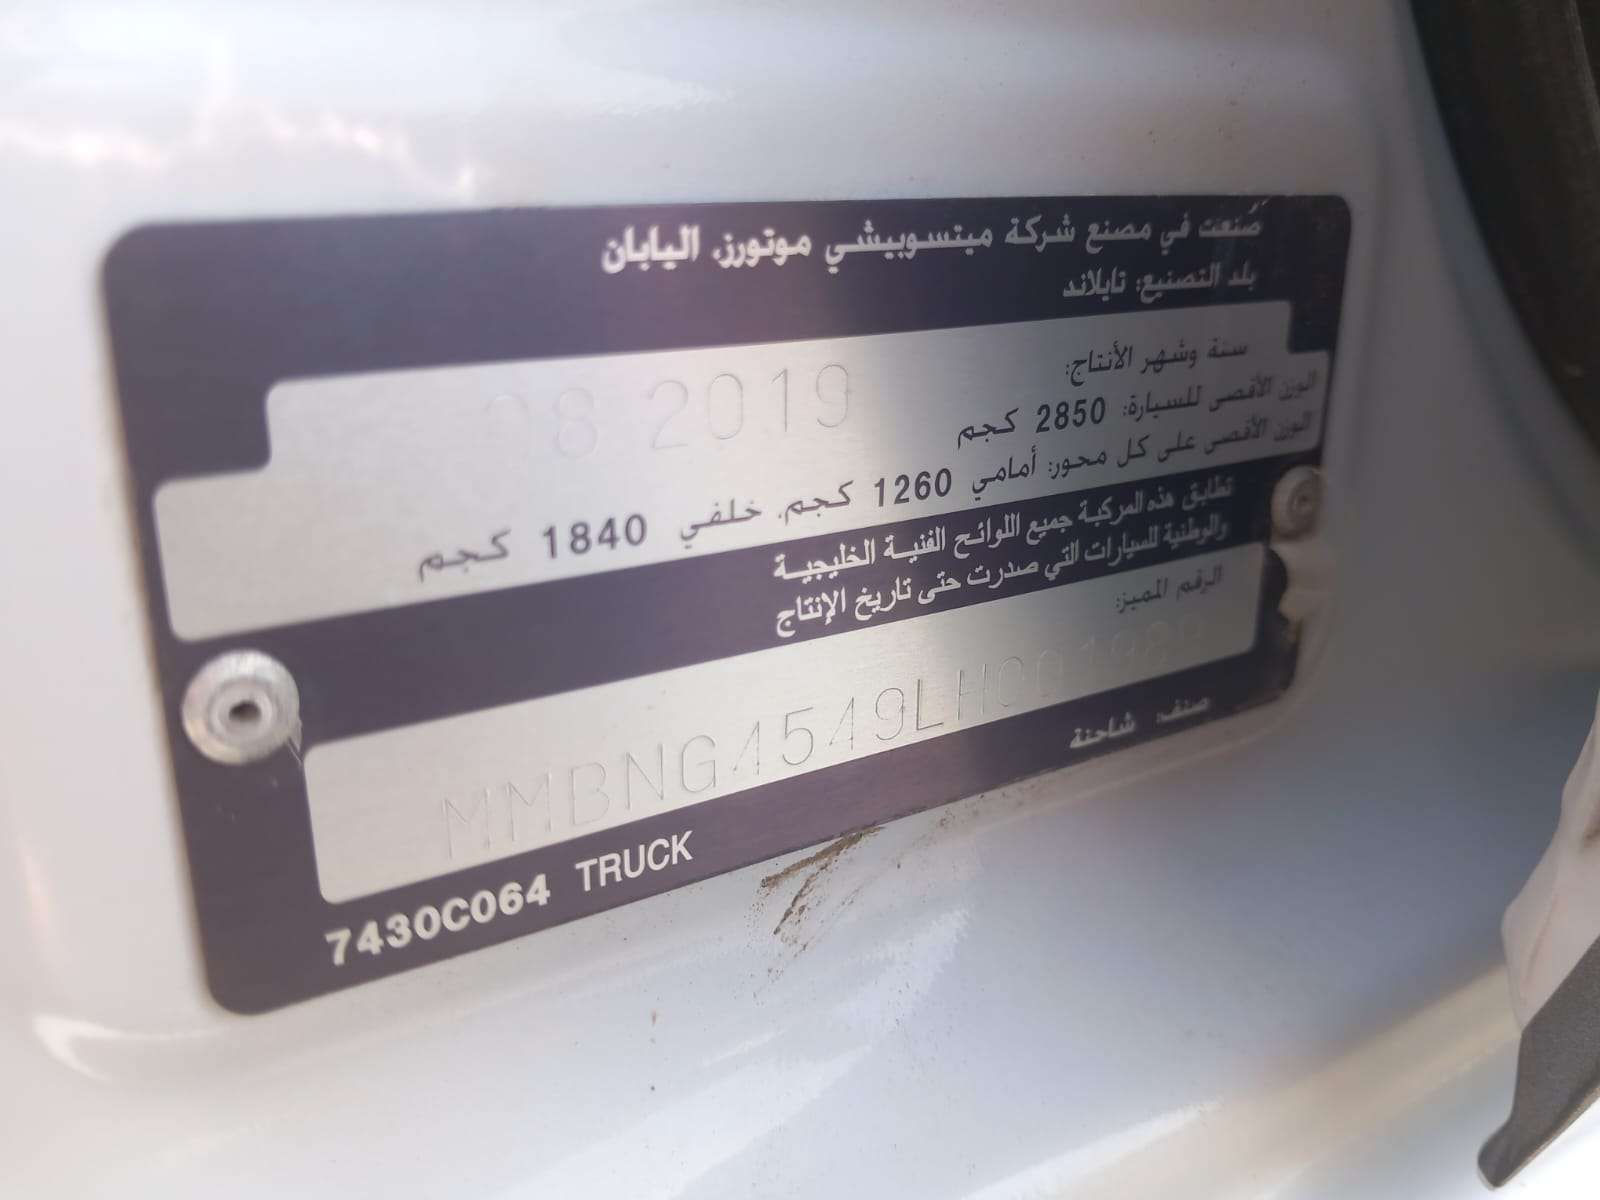 صُنعت في مصنع شركة ميتسوبيشي موتورز، اليابان
بلد التصنيع: تايلاند
سنة وشهر الأنتاج:
08 2019
الوزن الأقصى للسيارة: 2850 كجم
الوزن الأقصى على كل محور: أمامي 1260 كجم، خلفي 1840 كجم
تطابق هذه المركبة جميع اللوائح الفنية الخليجية
والوطنية للسيارات التي صدرت حتى تاريخ الإنتاج
الرقم المميز:
صنف: شاحنة
7430C064 TRUCK